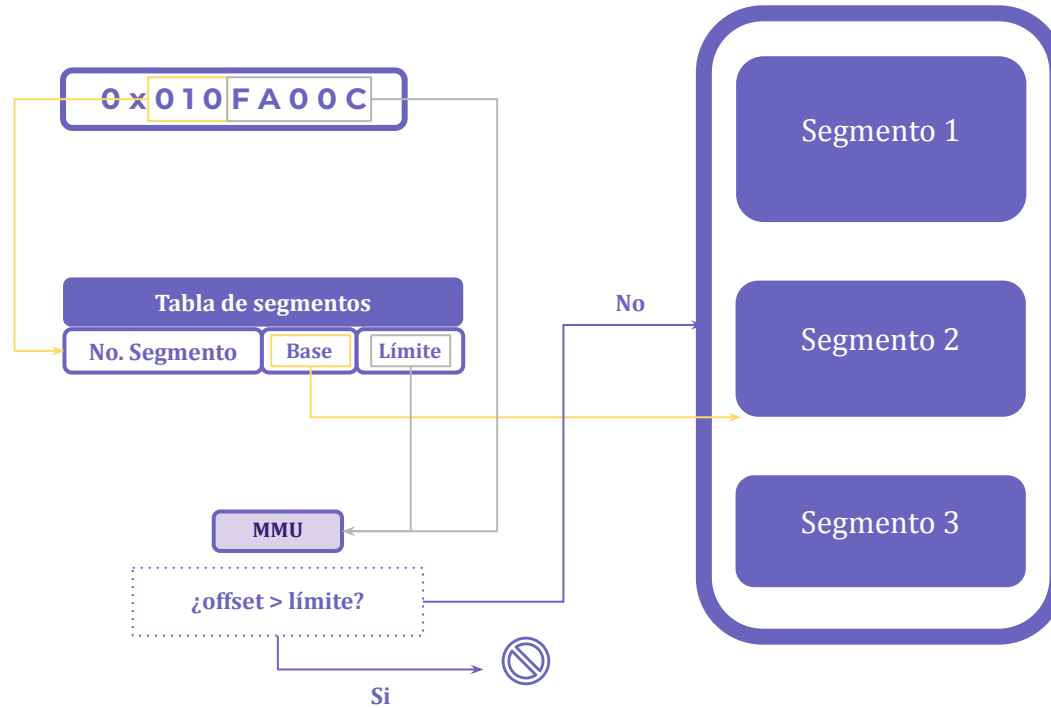 0x010FA00C
Segmento 1
Tabla de segmentos
No. Segmento Base Límite
No
Segmento 2
MMU
Segmento 3
¿offset > límite?
Si